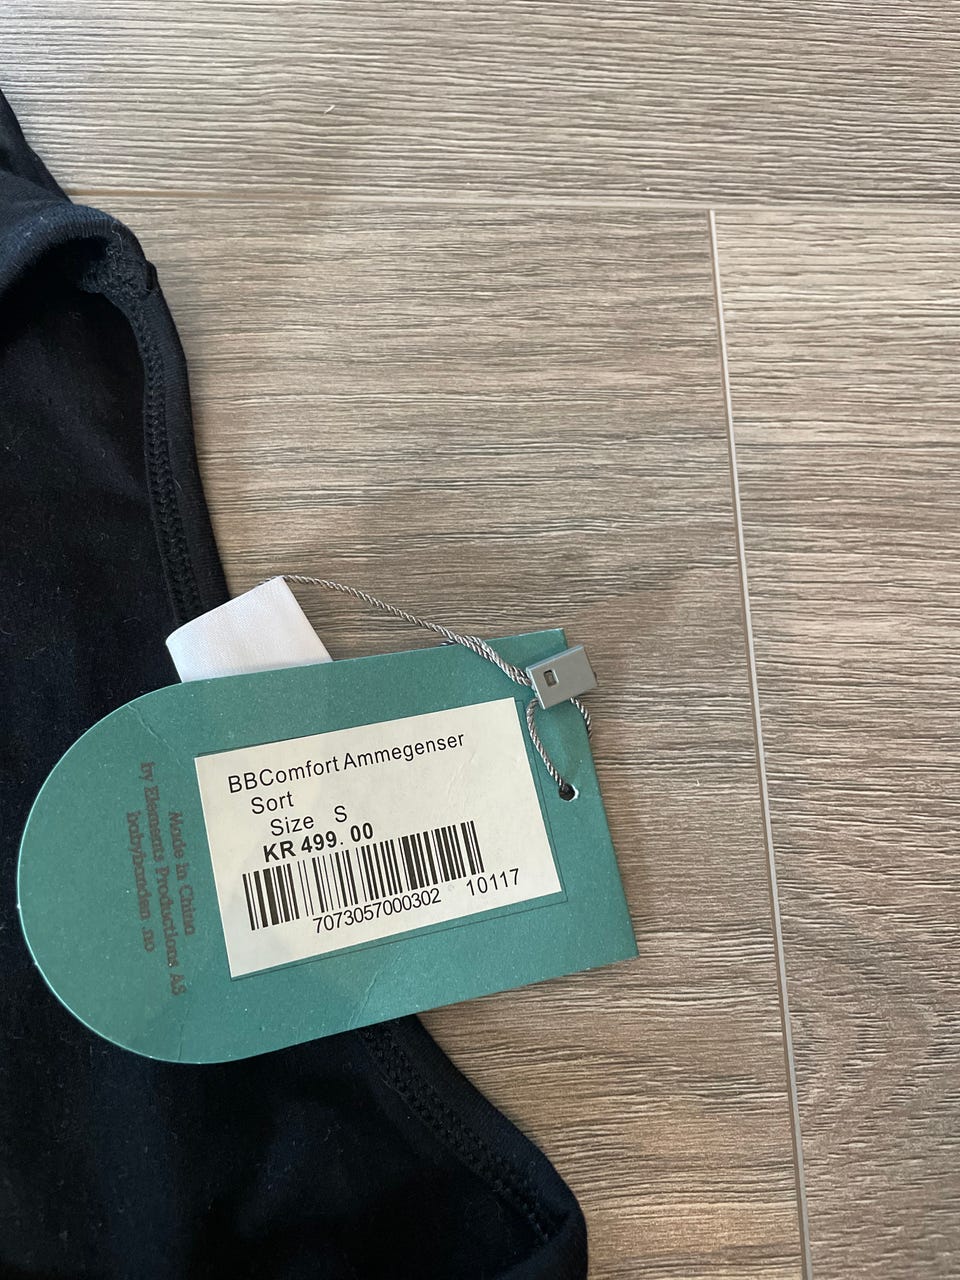 BBComfort Ammegenser
Sort
Size S
KR 499.00
7073057000302 10117
Made in China
by Elements Productions AS
babybanden.no